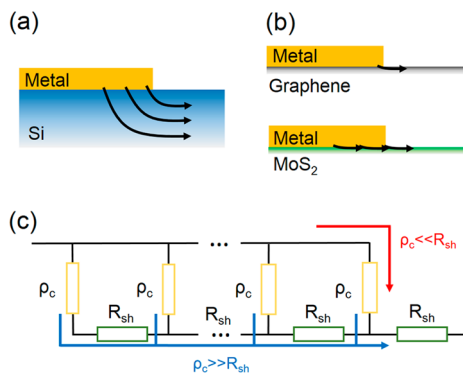 (a)
Metal
Si
(b)
Metal
Graphene
Metal
MoS₂
(c)
...
ρc<<Rsh
ρc ρc ρc ρc
Rsh Rsh Rsh Rsh
...
ρc>>Rsh